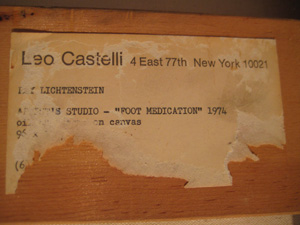 Leo Castelli 4 East 77th New York 10021
LICHTENSTEIN
STUDIO - "FOOT MEDICATION" 1974
canvas